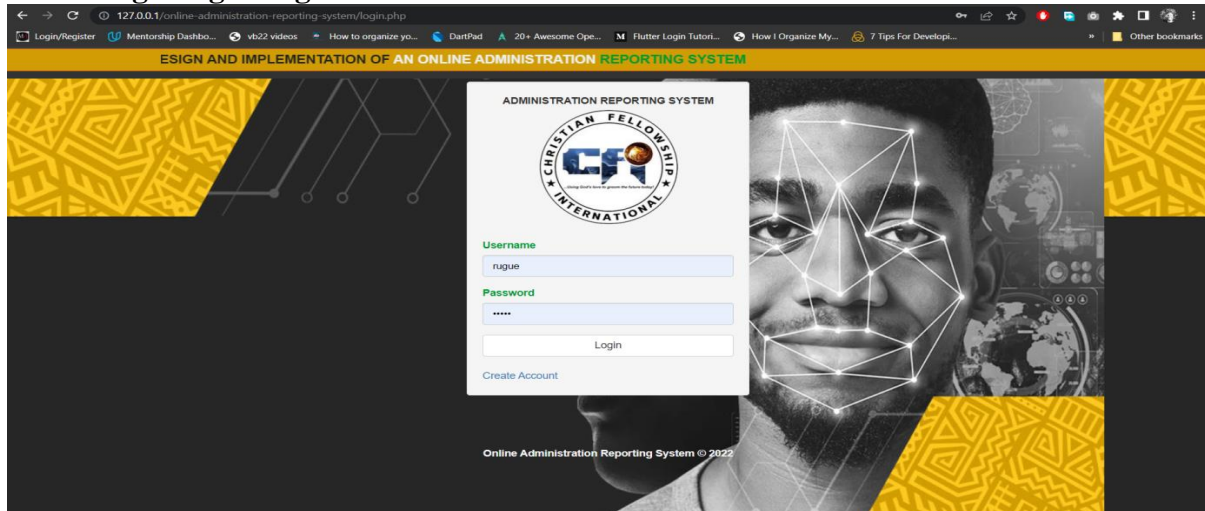 127.0.0.1/online-administration-reporting-system/login.php
Login/Register Mentorship Dashbo... vb22 videos How to organize yo... DartPad 20+ Awesome Ope... Flutter Login Tutori... How I Organize My... 7 Tips For Developi... » Other bookmarks
ESIGN AND IMPLEMENTATION OF AN ONLINE ADMINISTRATION REPORTING SYSTEM
ADMINISTRATION REPORTING SYSTEM
CHRISTIAN FELLOWSHIP
CFI
INTERNATIONAL
Username
rugue
Password
•••••
Login
Create Account
Online Administration Reporting System © 2022